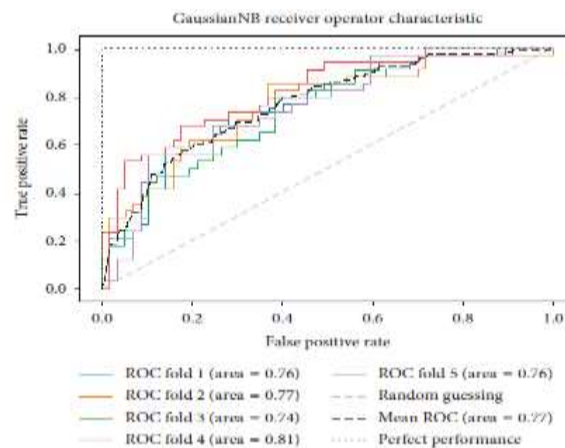 GaussianNB receiver operator characteristic
True positive rate
1.0
0.8
0.6
0.4
0.2
0.0
0.0 0.2 0.4 0.6 0.8 1.0
False positive rate
ROC fold 1 (area = 0.76)
ROC fold 2 (area = 0.77)
ROC fold 3 (area = 0.74)
ROC fold 4 (area = 0.81)
ROC fold 5 (area = 0.76)
Random guessing
Mean ROC (area = 0.77)
Perfect performance